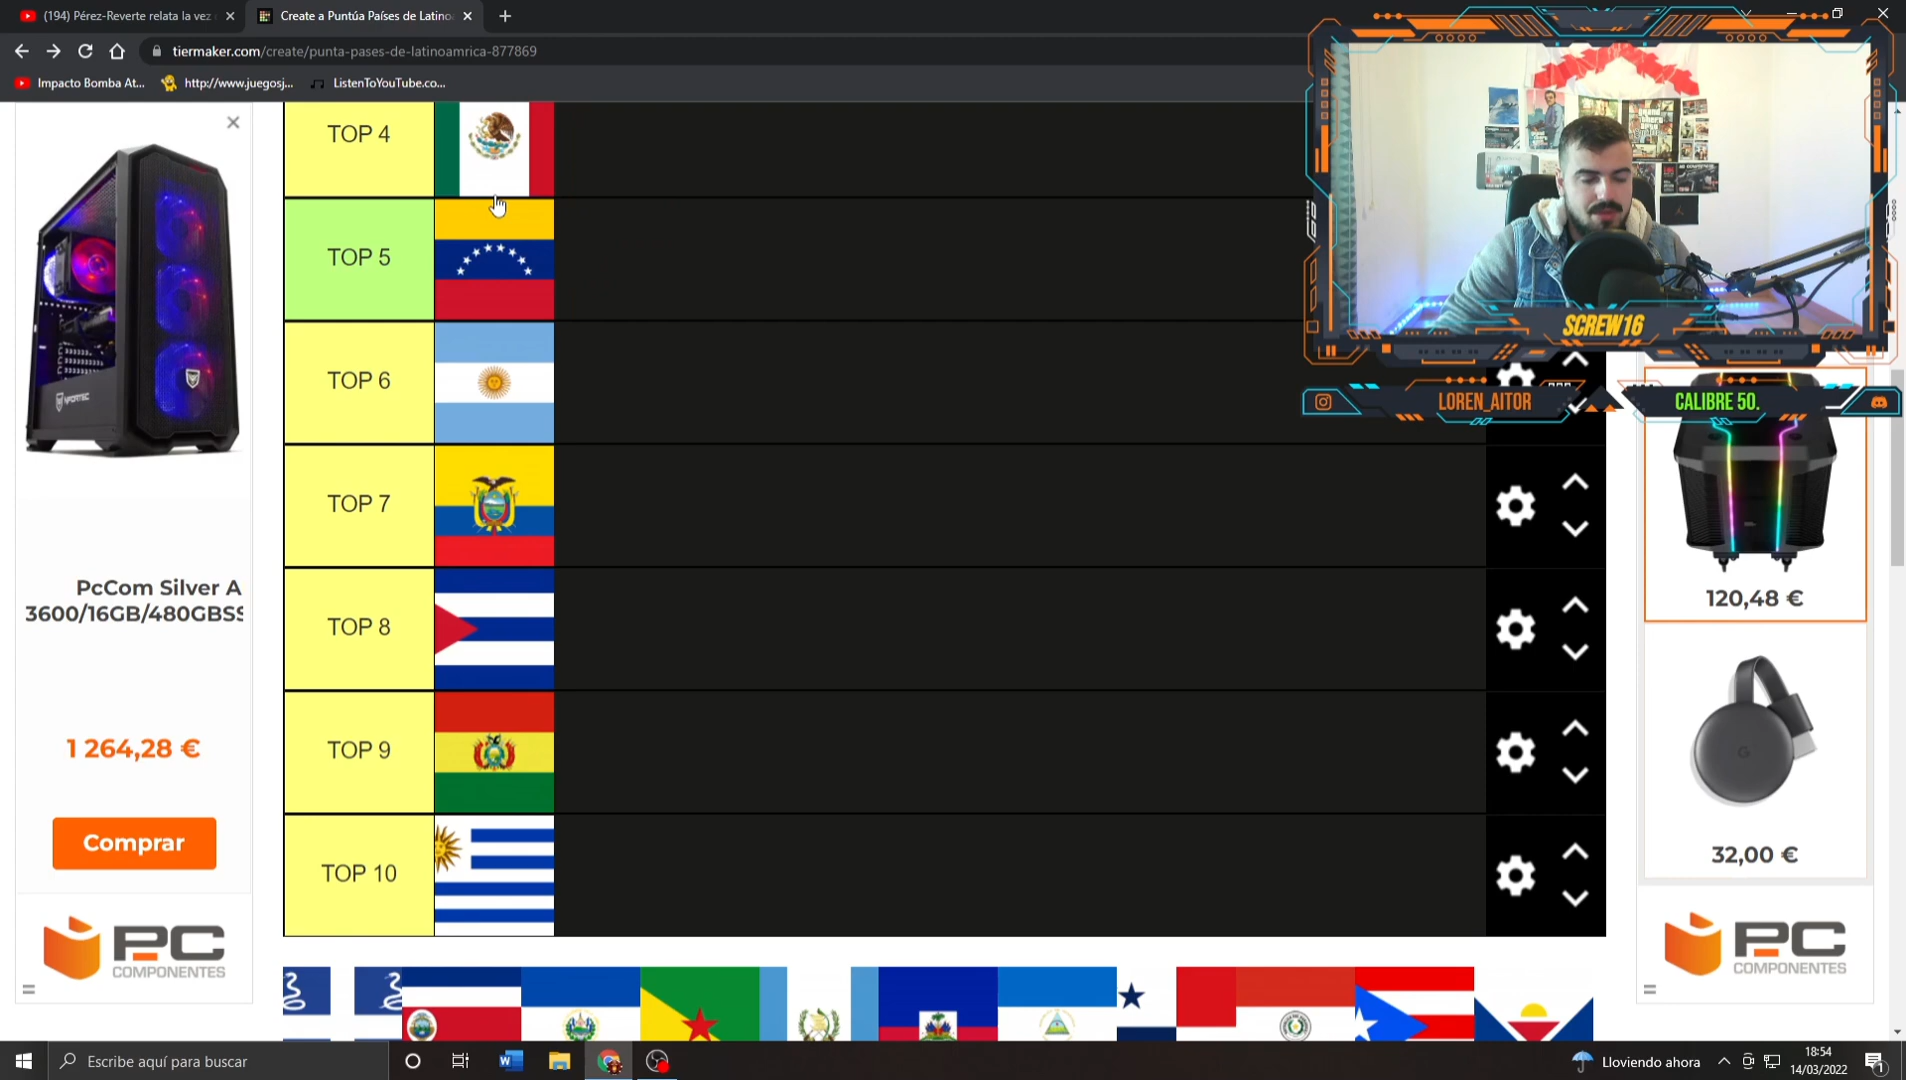 (194) Pérez-Reverte relata la vez
Create a Puntúa Países de Latino
tiermaker.com/create/punta-pases-de-latinoamrica-877869
Impacto Bomba At...
http://www.juegosj...
ListenToYouTube.co...
TOP 4
TOP 5
TOP 6
TOP 7
TOP 8
TOP 9
TOP 10
NFORTEC
PcCom Silver A
3600/16GB/480GBSS
1 264,28 €
Comprar
PC
COMPONENTES
SCREW16
LOREN_AITOR
CALIBRE 50.
120,48 €
G
32,00 €
PC
COMPONENTES
Escribe aquí para buscar
Lloviendo ahora
18:54
14/03/2022
1